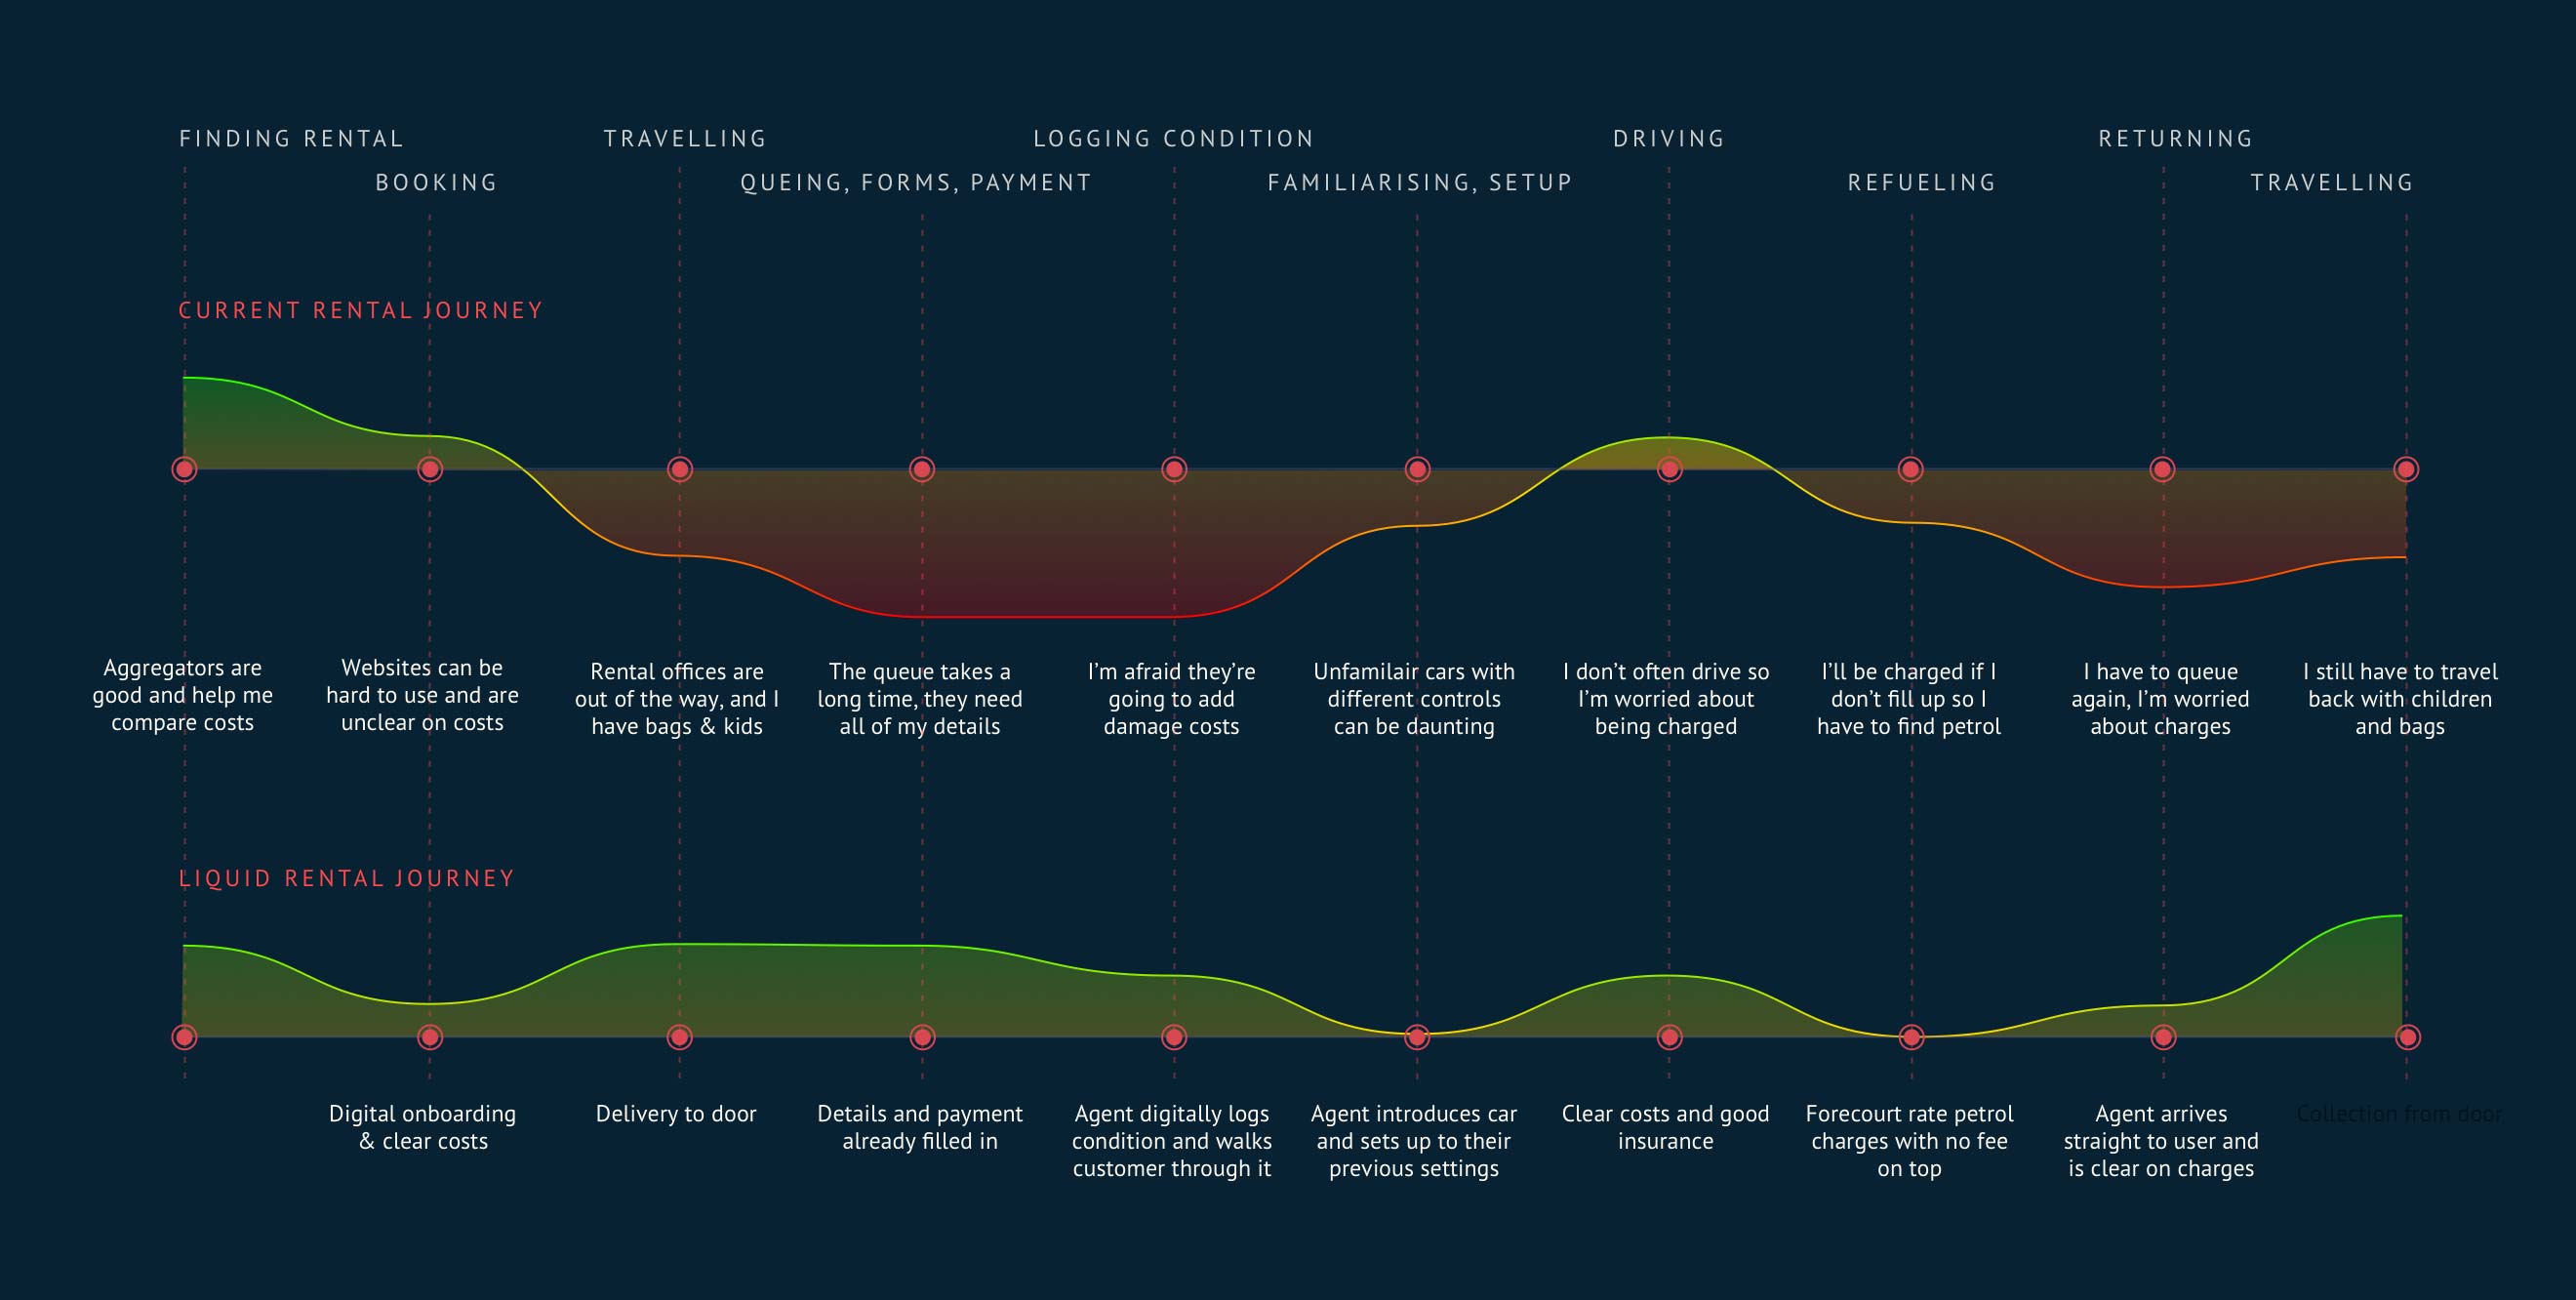 FINDING RENTAL
TRAVELLING
LOGGING CONDITION
DRIVING
RETURNING
BOOKING
QUEING, FORMS, PAYMENT
FAMILIARISING, SETUP
REFUELING
TRAVELLING
CURRENT RENTAL JOURNEY
Aggregators are
good and help me
compare costs
Websites can be
hard to use and are
unclear on costs
Rental offices are
out of the way, and I
have bags & kids
The queue takes a
long time, they need
all of my details
I’m afraid they’re
going to add
damage costs
Unfamilair cars with
different controls
can be daunting
I don’t often drive so
I’m worried about
being charged
I’ll be charged if I
don’t fill up so I
have to find petrol
I have to queue
again, I’m worried
about charges
I still have to travel
back with children
and bags
LIQUID RENTAL JOURNEY
Digital onboarding
& clear costs
Delivery to door
Details and payment
already filled in
Agent digitally logs
condition and walks
customer through it
Agent introduces car
and sets up to their
previous settings
Clear costs and good
insurance
Forecourt rate petrol
charges with no fee
on top
Agent arrives
straight to user and
is clear on charges
Collection from door